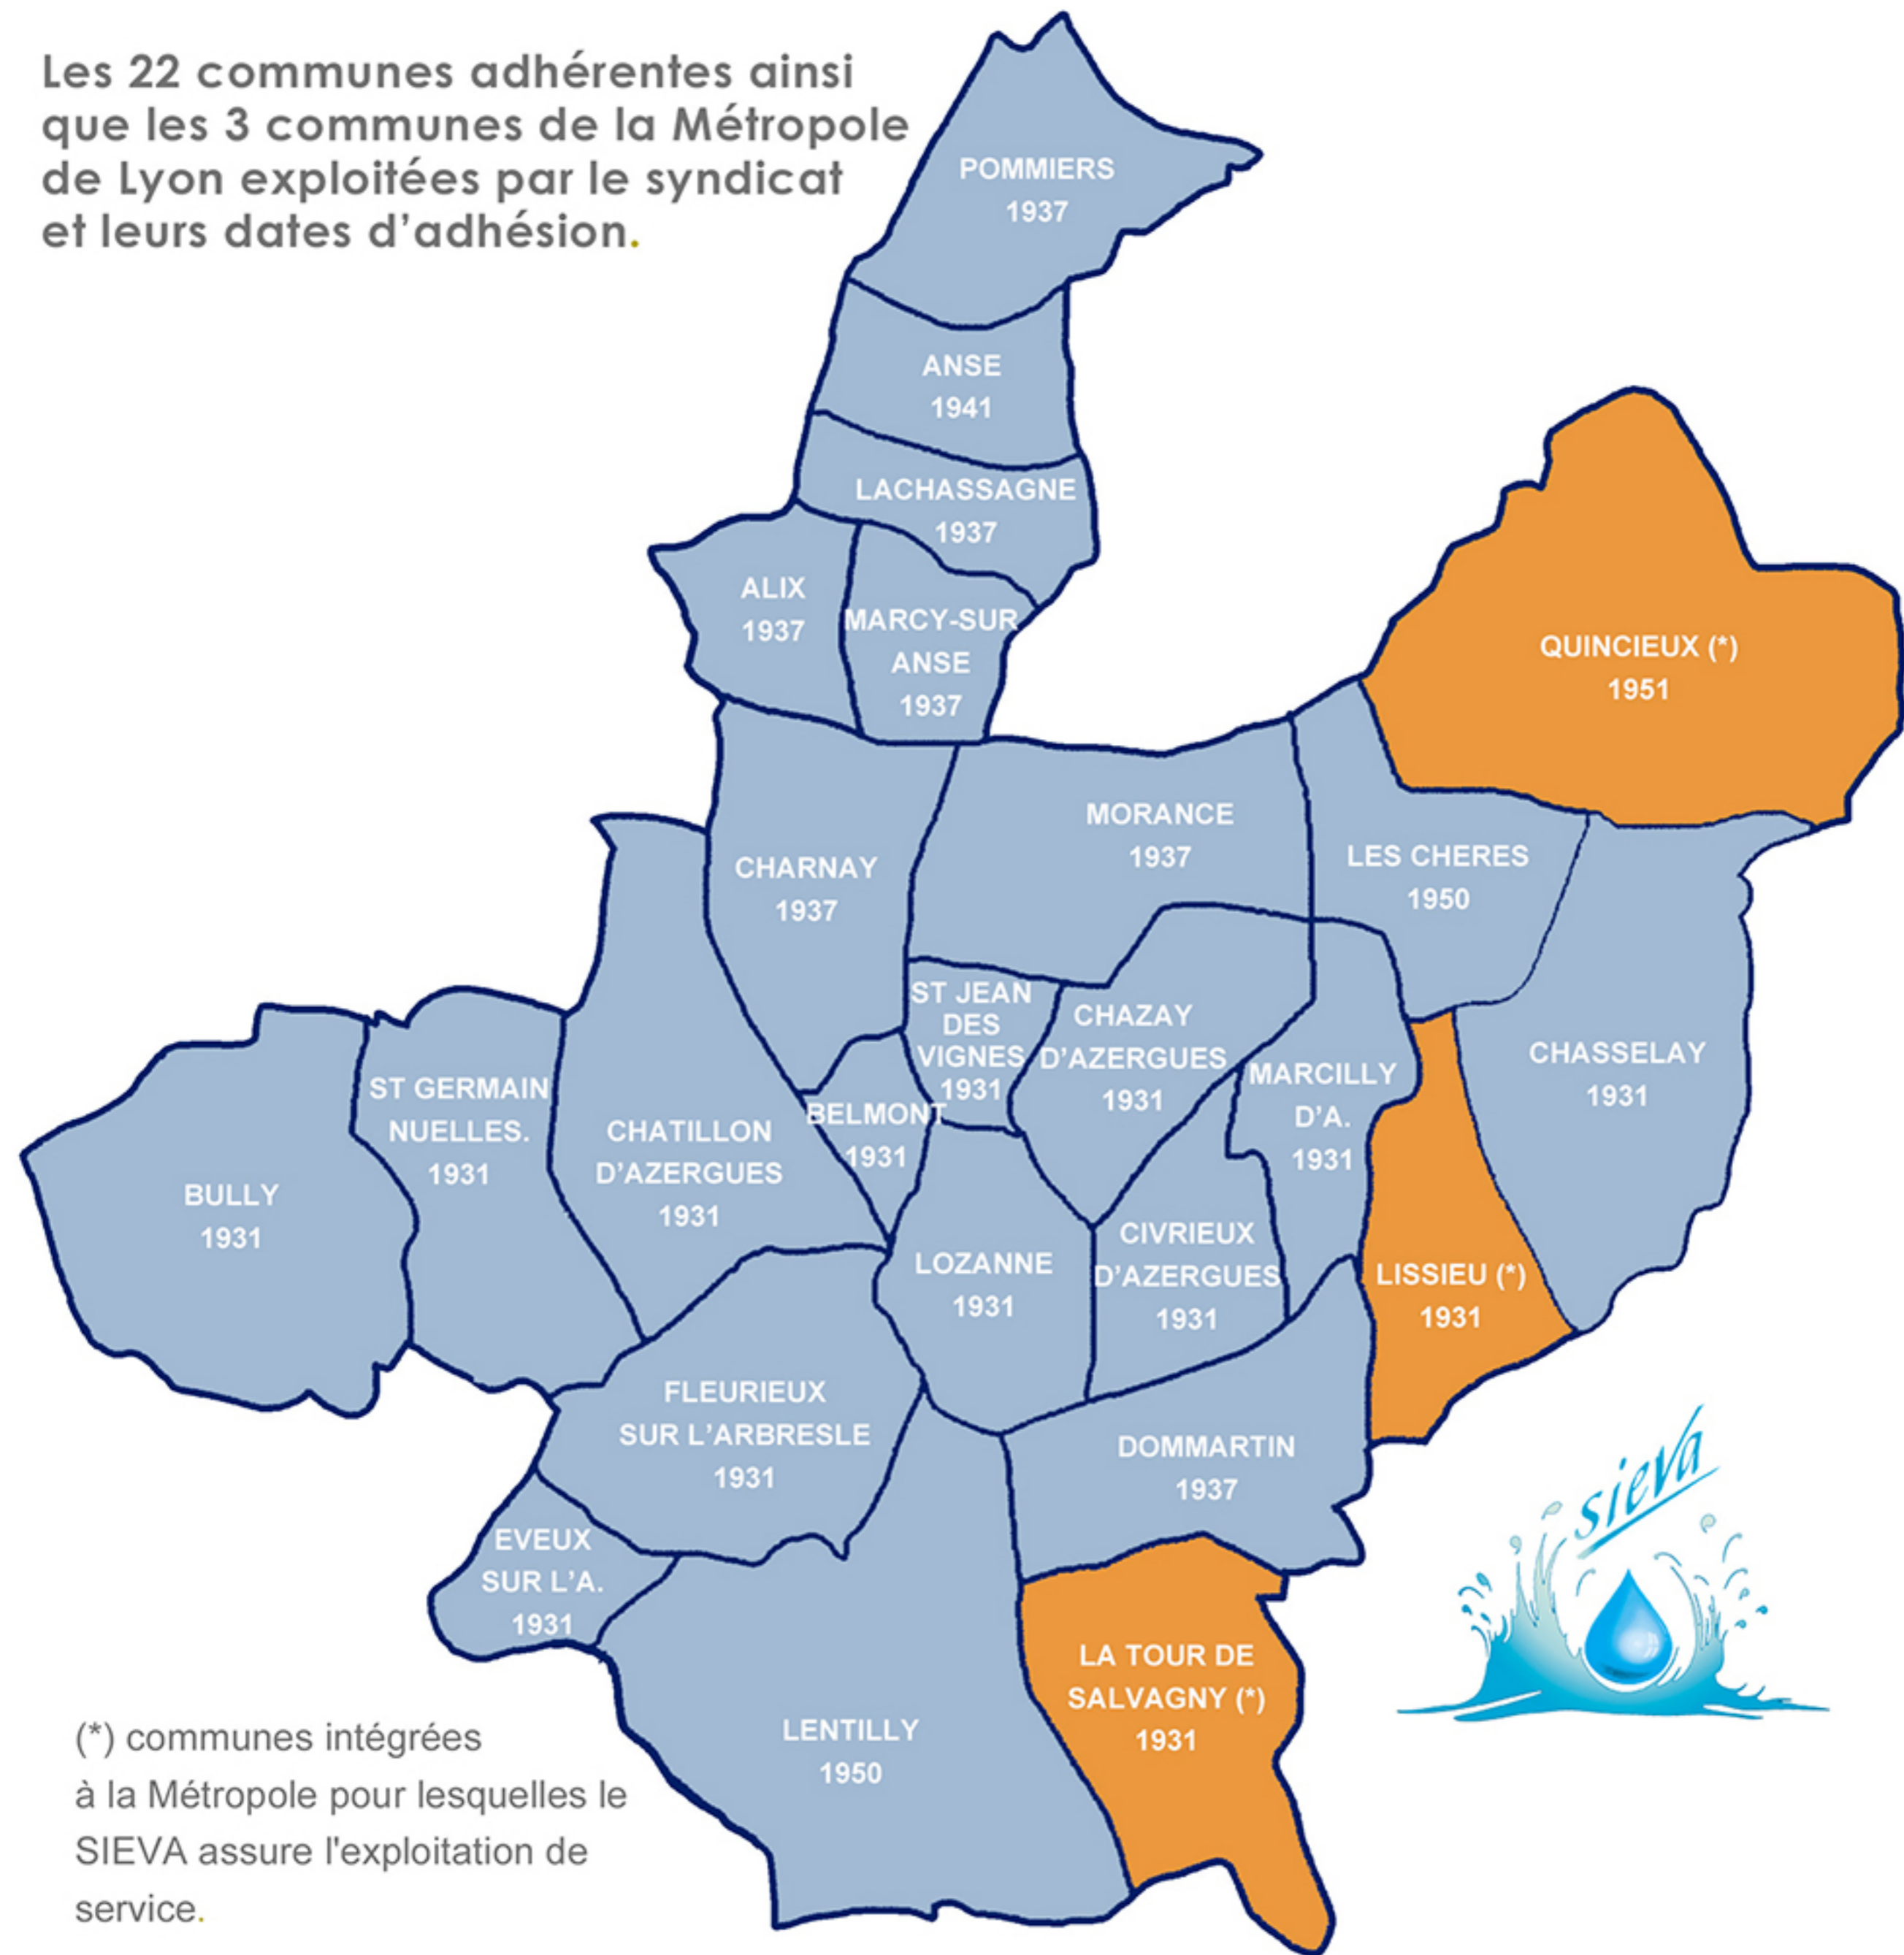 Les 22 communes adhérentes ainsi
que les 3 communes de la Métropole
de Lyon exploitées par le syndicat
et leurs dates d'adhésion.
POMMIERS
1937
ANSE
1941
LACHASSAGNE
1937
ALIX
1937
MARCY-SUR
ANSE
1937
QUINCIEUX (*)
1951
MORANCE
1937
LES CHERES
1950
CHARNAY
1937
ST JEAN
DES
VIGNES
1931
CHAZAY
D'AZERGUES
1931
MARCILLY
D'A.
1931
CHASSELAY
1931
BELMONT
1931
ST GERMAIN
NUELLES.
1931
CHATILLON
D'AZERGUES
1931
BULLY
1931
LOZANNE
1931
CIVRIEUX
D'AZERGUES
1931
LISSIEU (*)
1931
FLEURIEUX
SUR L'ARBRESLE
1931
DOMMARTIN
1937
EVEUX
SUR L'A.
1931
LA TOUR DE
SALVAGNY (*)
1931
LENTILLY
1950
sieva
(*) communes intégrées
à la Métropole pour lesquelles le
SIEVA assure l'exploitation de
service.